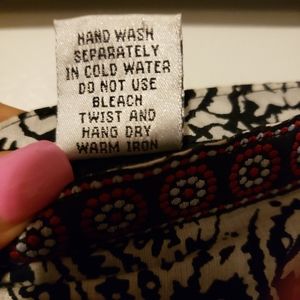 HAND WASH
SEPARATELY
IN COLD WATER
DO NOT USE
BLEACH
TWIST AND
HANG DRY
WARM IRON